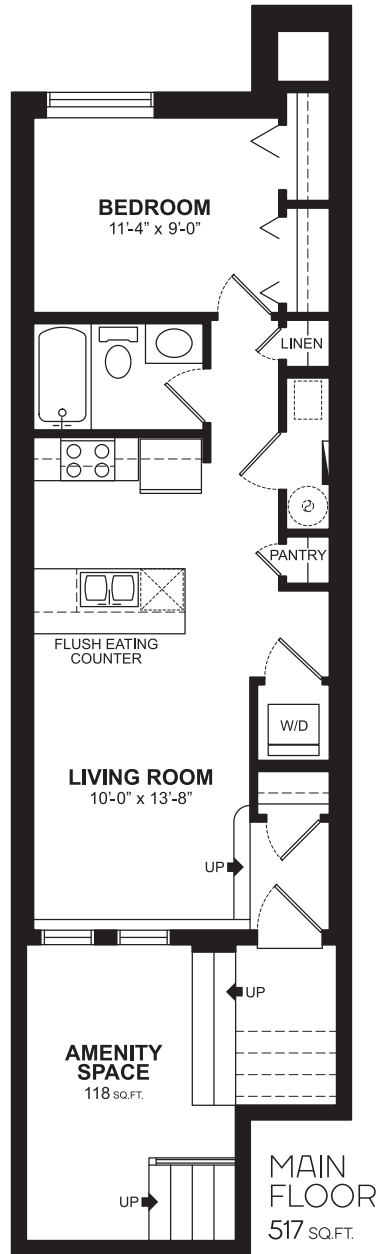 BEDROOM
11'-4" x 9'-0"
LINEN
PANTRY
FLUSH EATING
COUNTER
W/D
LIVING ROOM
10'-0" x 13'-8"
UP
UP
AMENITY
SPACE
118 SQ.FT.
UP
MAIN
FLOOR
517 SQ.FT.